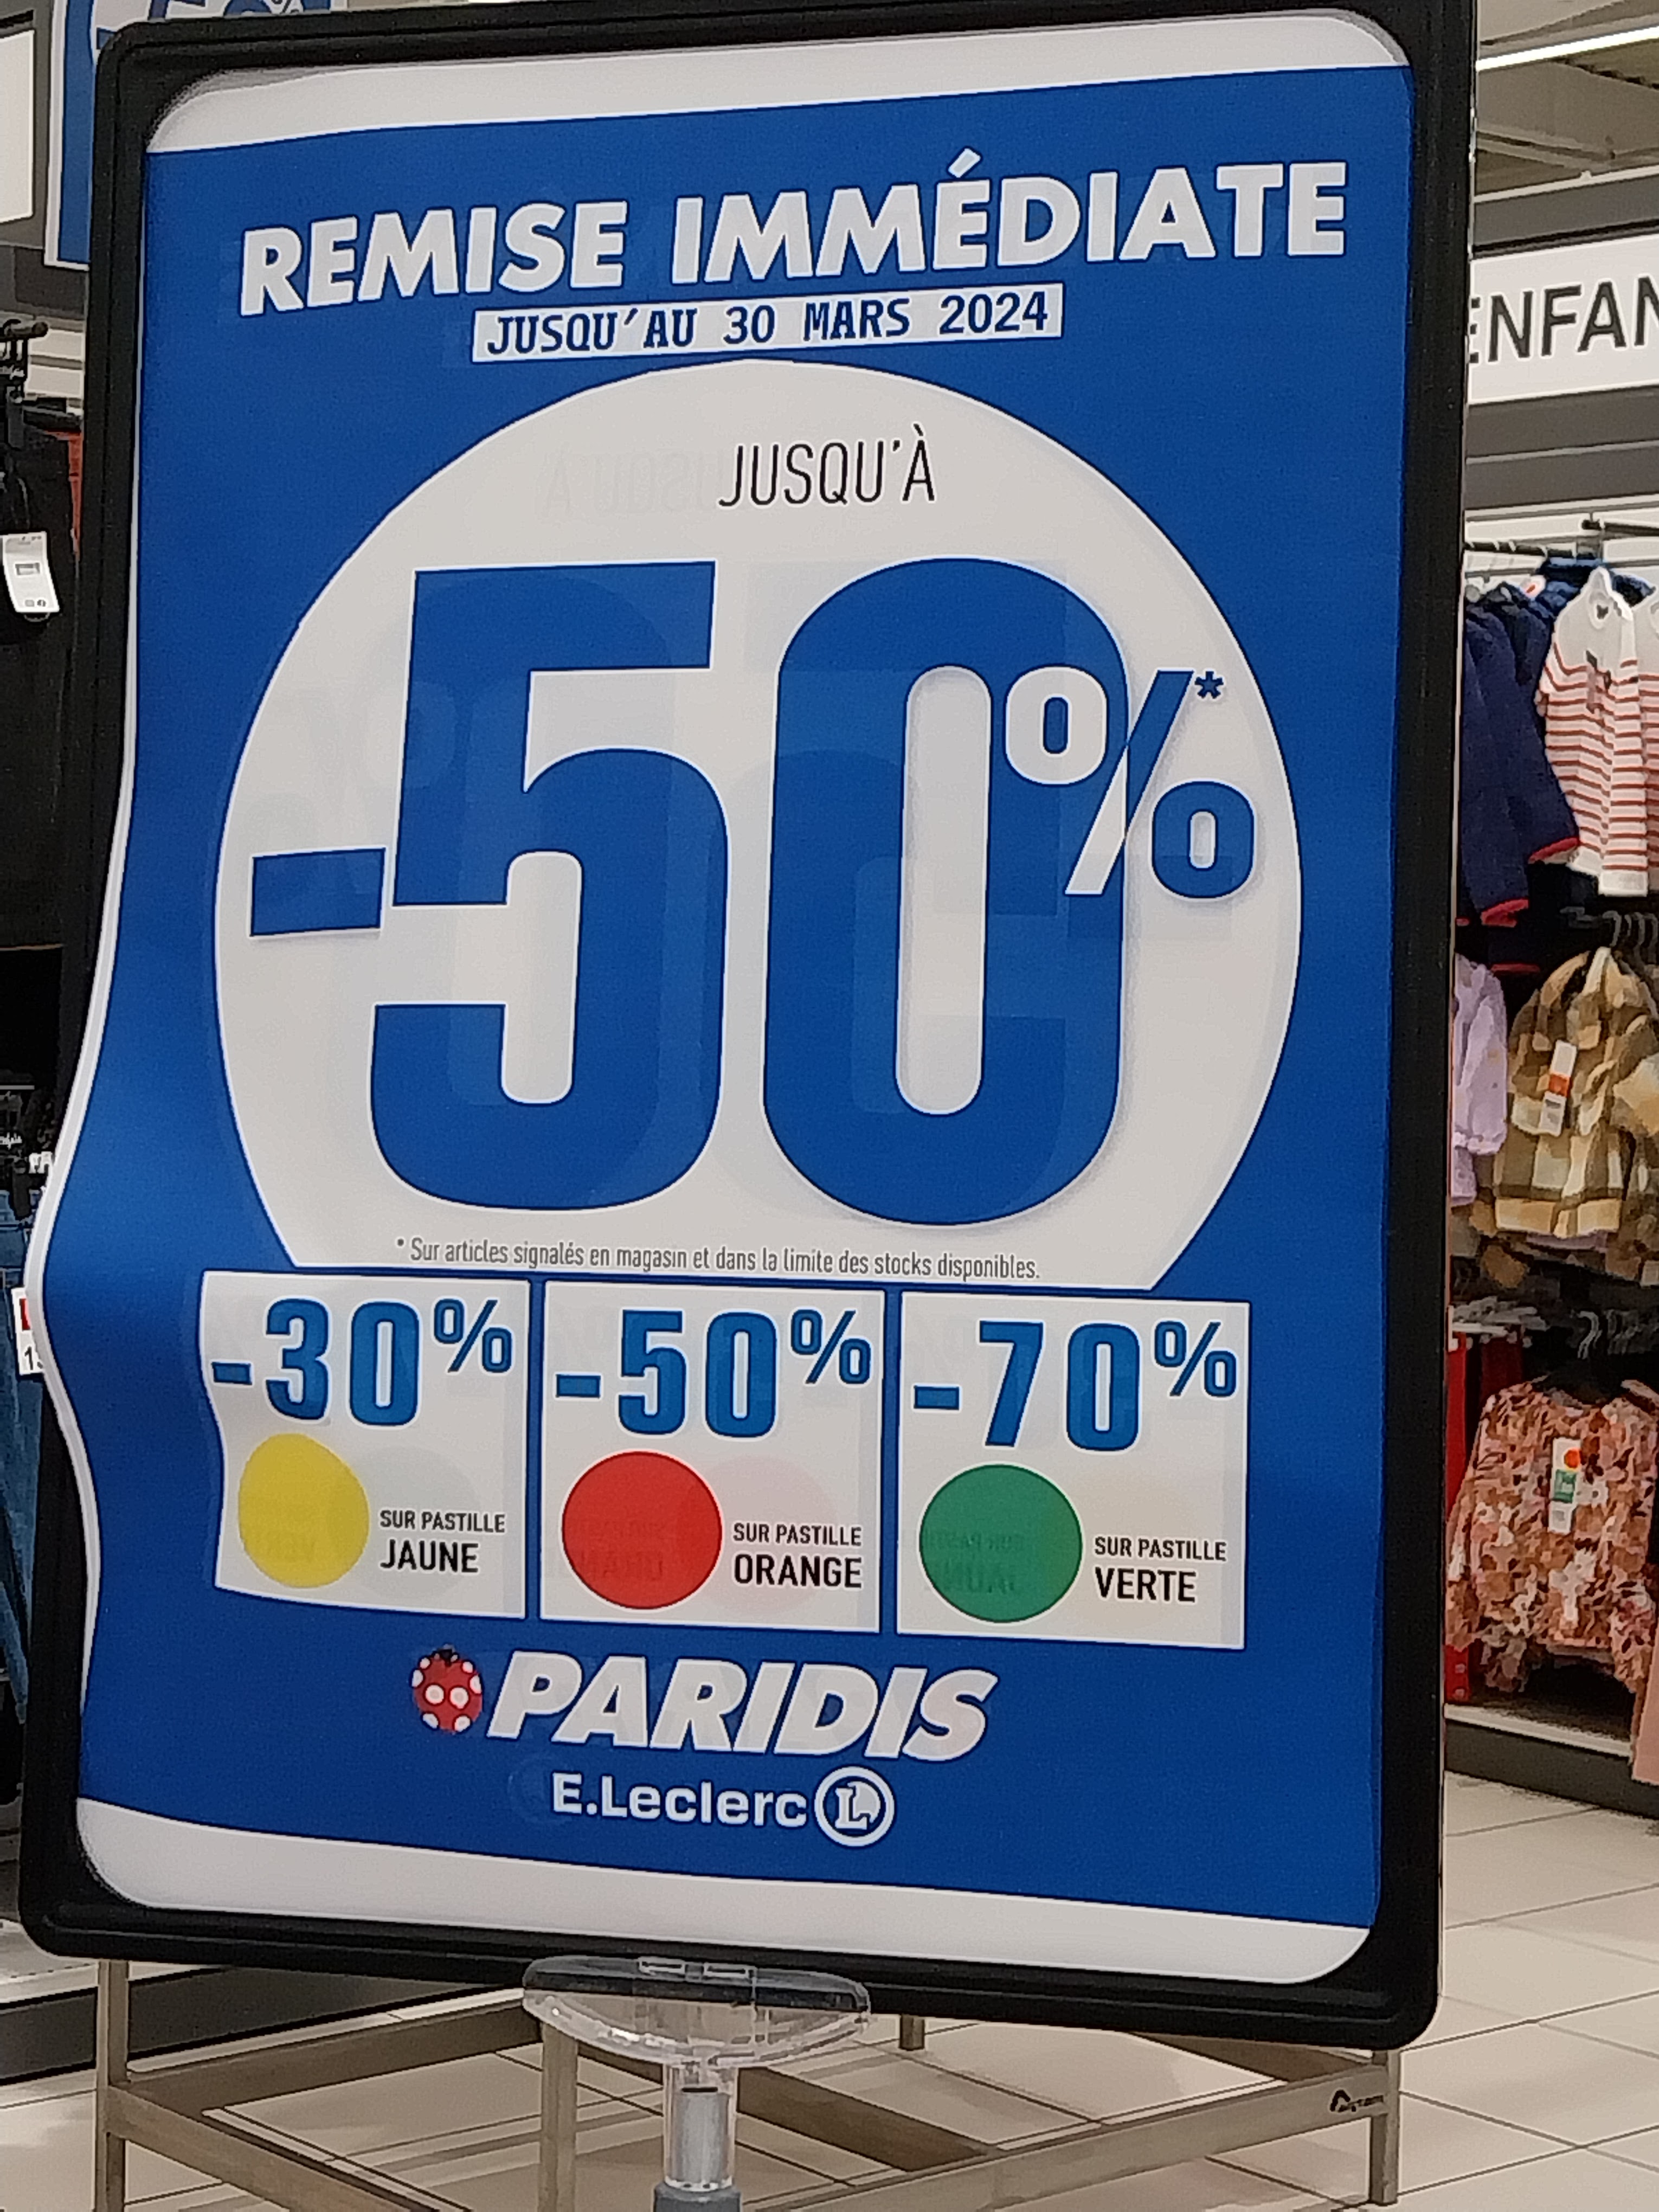 REMISE IMMÉDIATE
JUSQU'AU 30 MARS 2024
JUSQU'À
-50%*
* Sur articles signalés en magasin et dans la limite des stocks disponibles.
-30%
SUR PASTILLE
JAUNE
-50%
SUR PASTILLE
ORANGE
-70%
SUR PASTILLE
VERTE
PARIDIS
E.Leclerc L
ENFAN